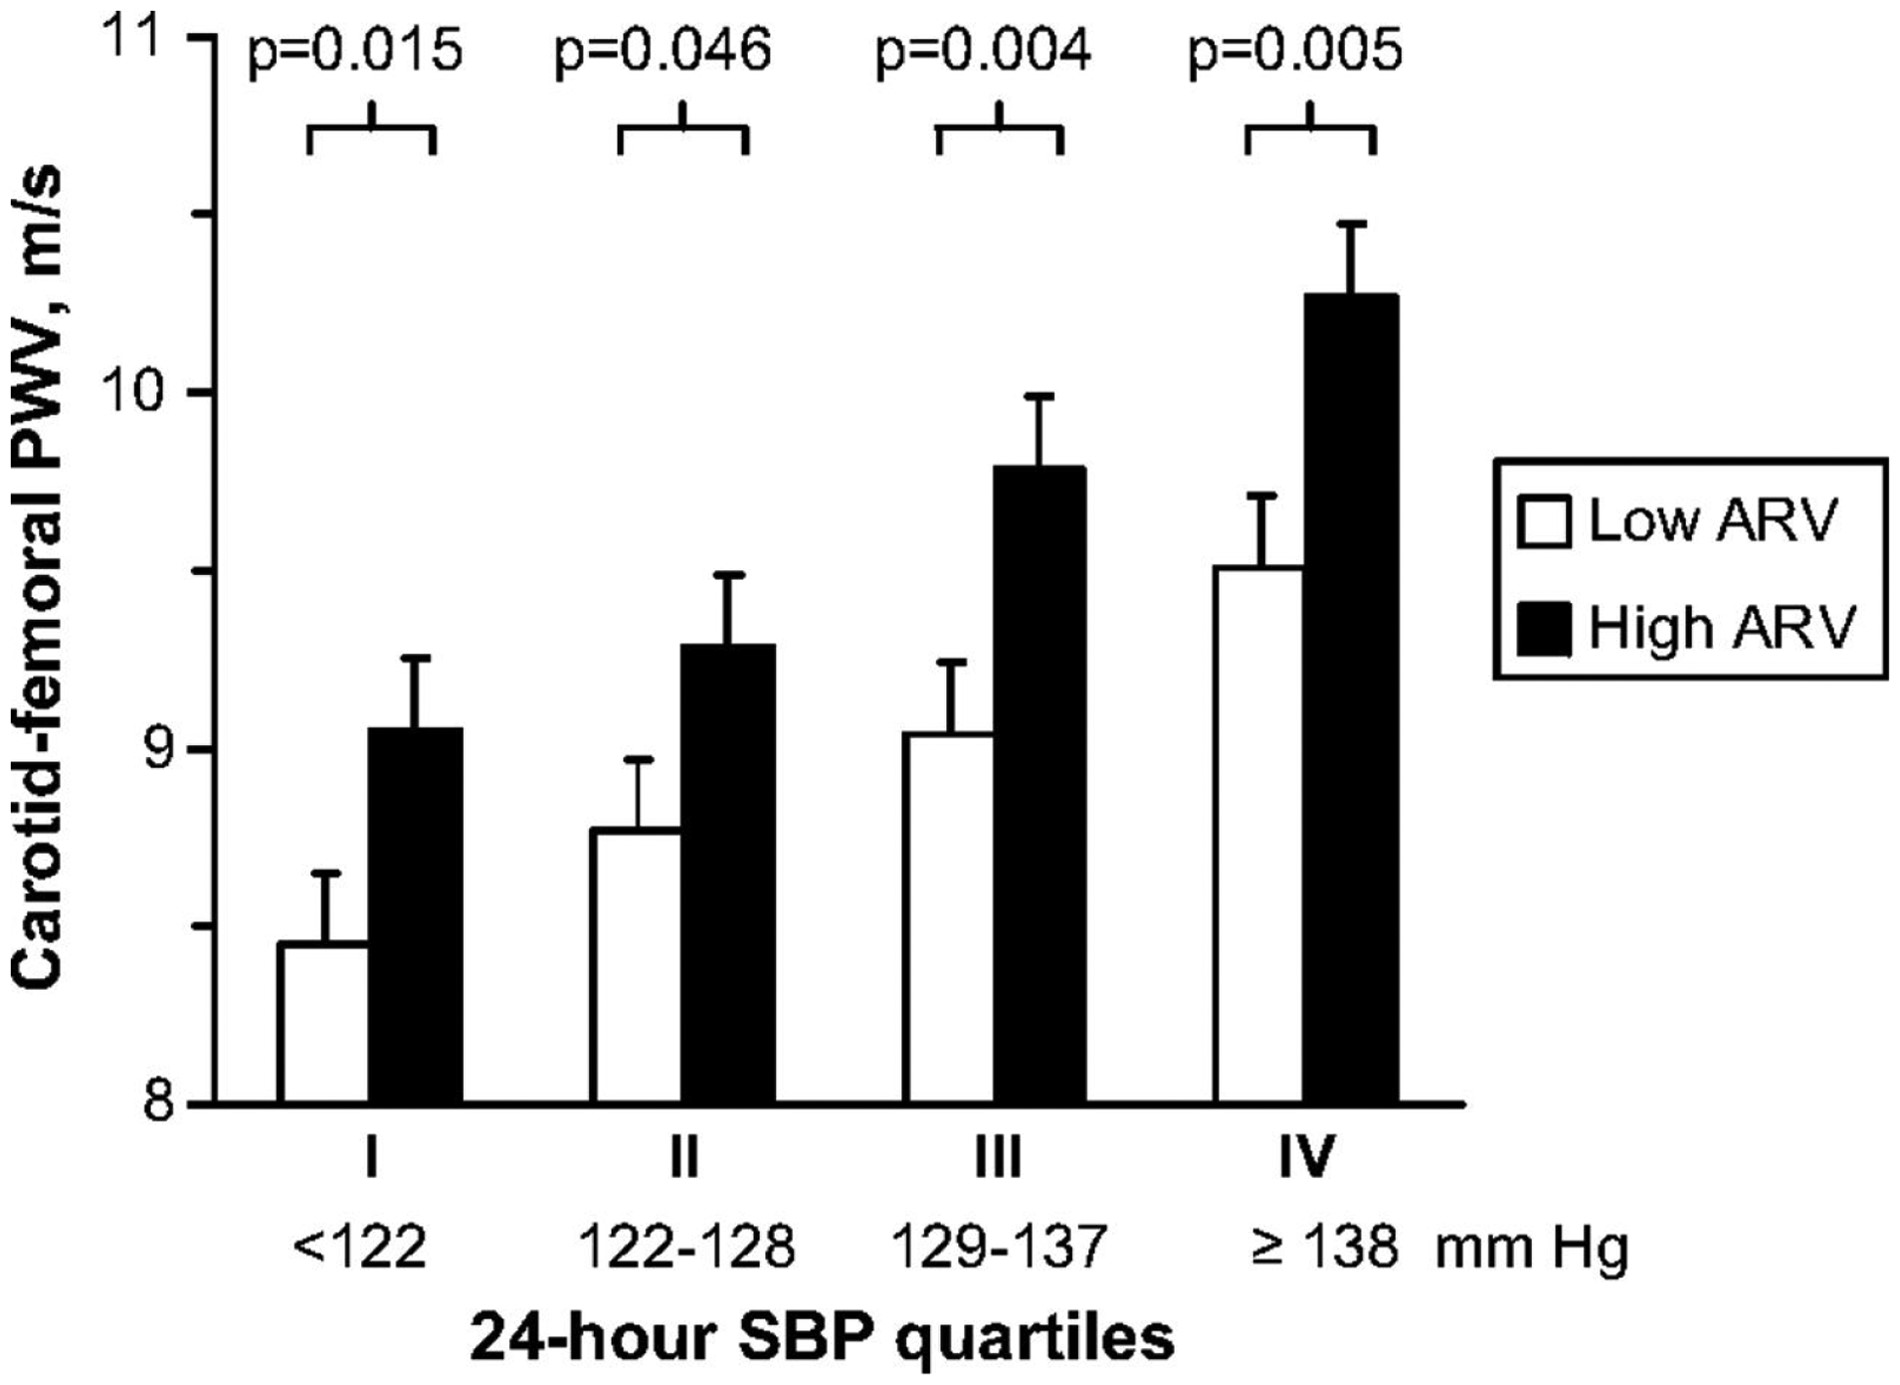 11
p=0.015 p=0.046 p=0.004 p=0.005
Carotid-femoral PWV, m/s
10
Low ARV
High ARV
9
8
I II III IV
<122 122-128 129-137 ≥ 138 mm Hg
24-hour SBP quartiles